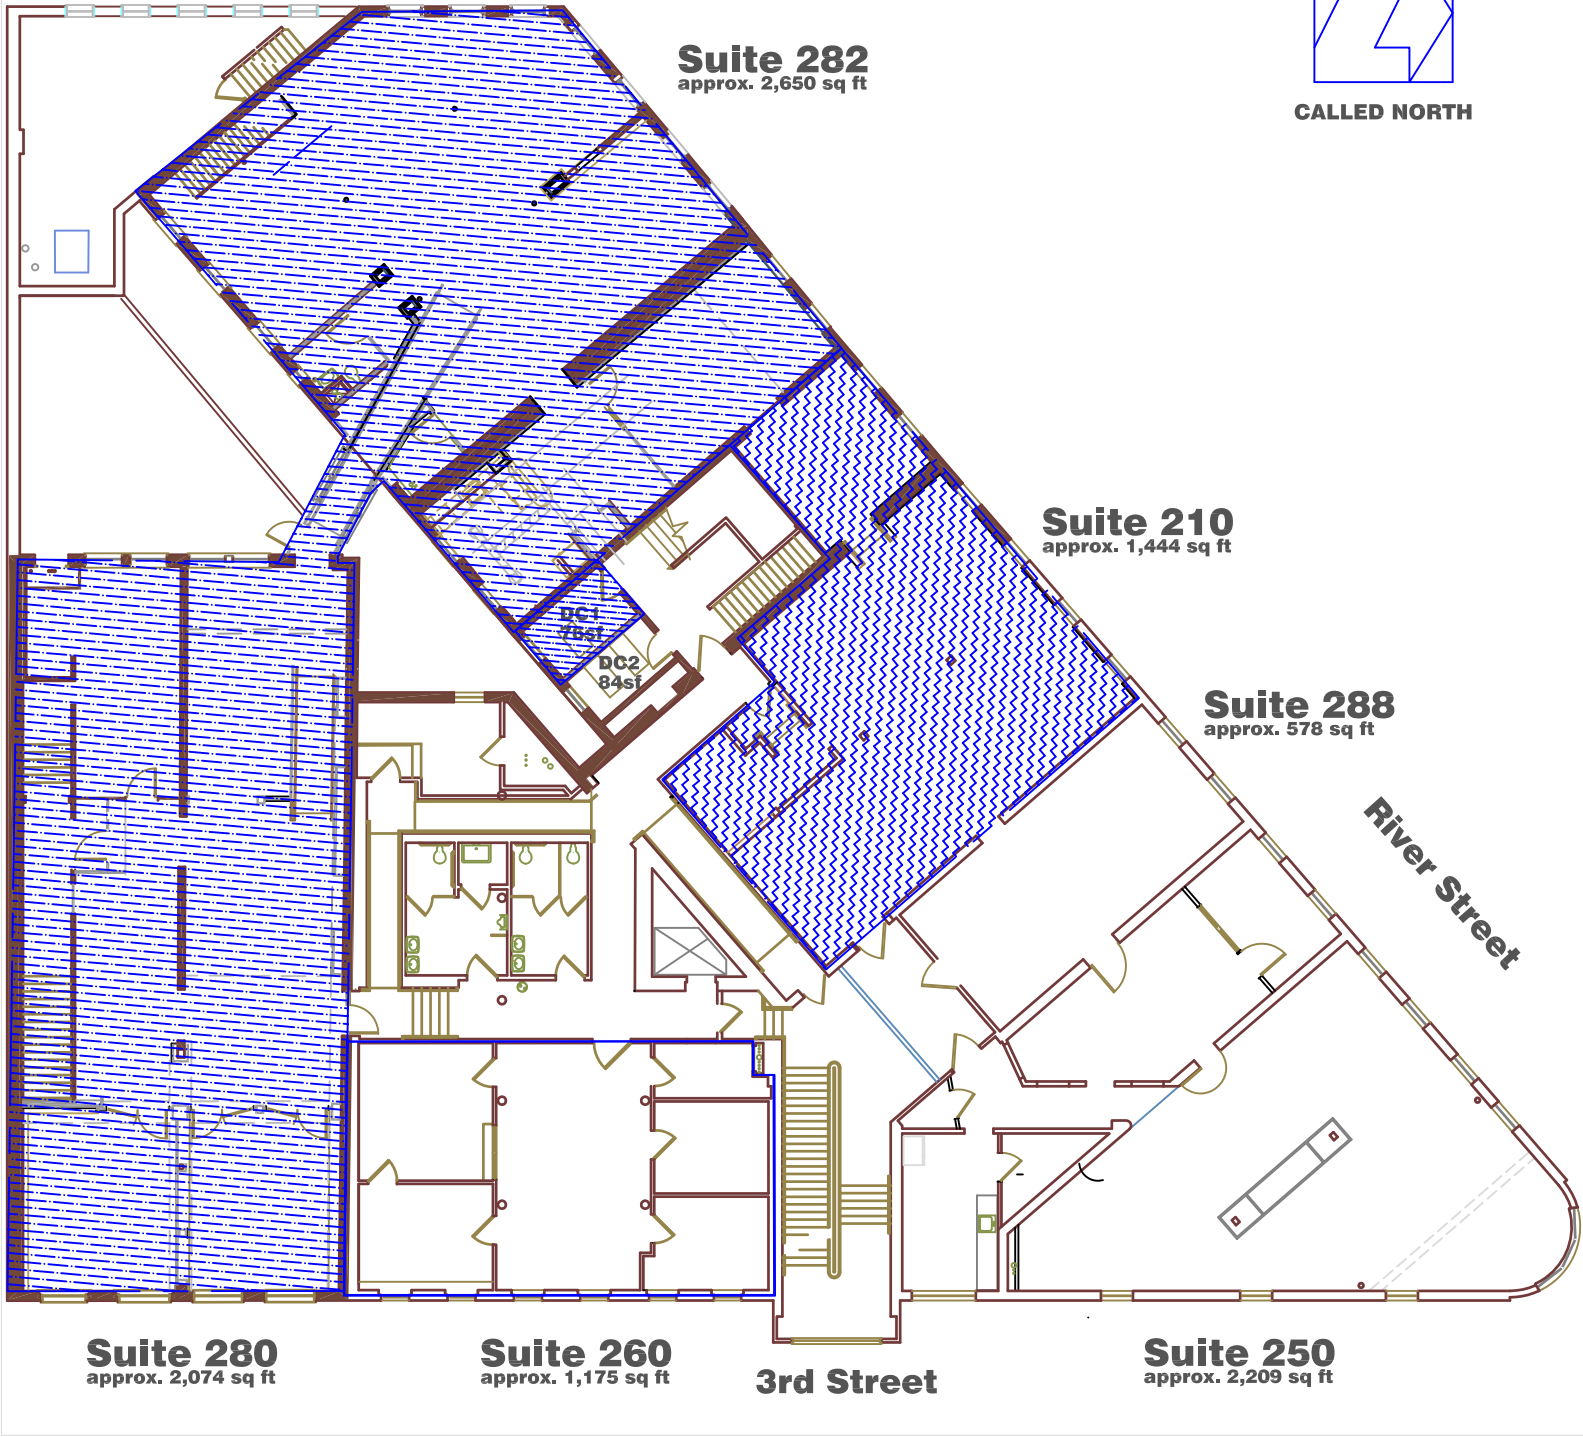 Suite 282
approx. 2,650 sq ft
CALLED NORTH
Suite 210
approx. 1,444 sq ft
DC1
76sf
DC2
84sf
Suite 288
approx. 578 sq ft
River Street
Suite 280
approx. 2,074 sq ft
Suite 260
approx. 1,175 sq ft
3rd Street
Suite 250
approx. 2,209 sq ft